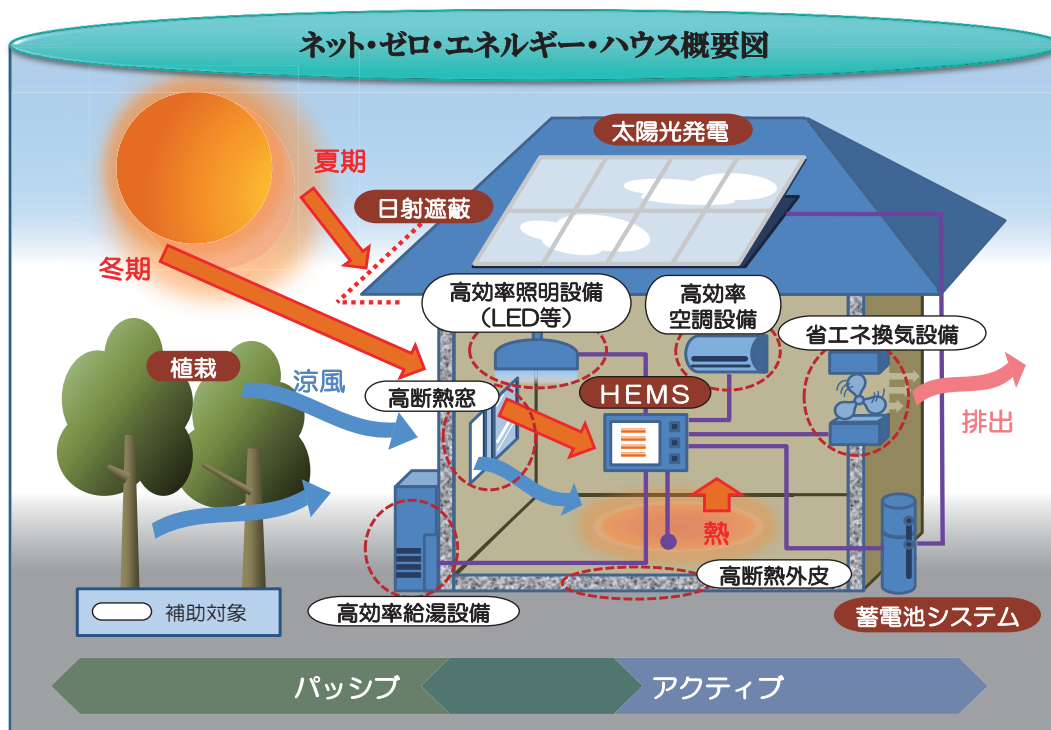 ネット・ゼロ・エネルギー・ハウス概要図
太陽光発電
夏期
日射遮蔽
冬期
高効率照明設備
(LED等)
高効率
空調設備
省エネ換気設備
植栽
涼風
高断熱窓
HEMS
排出
熱
高断熱外皮
補助対象
高効率給湯設備
蓄電池システム
パッシブ
アクティブ